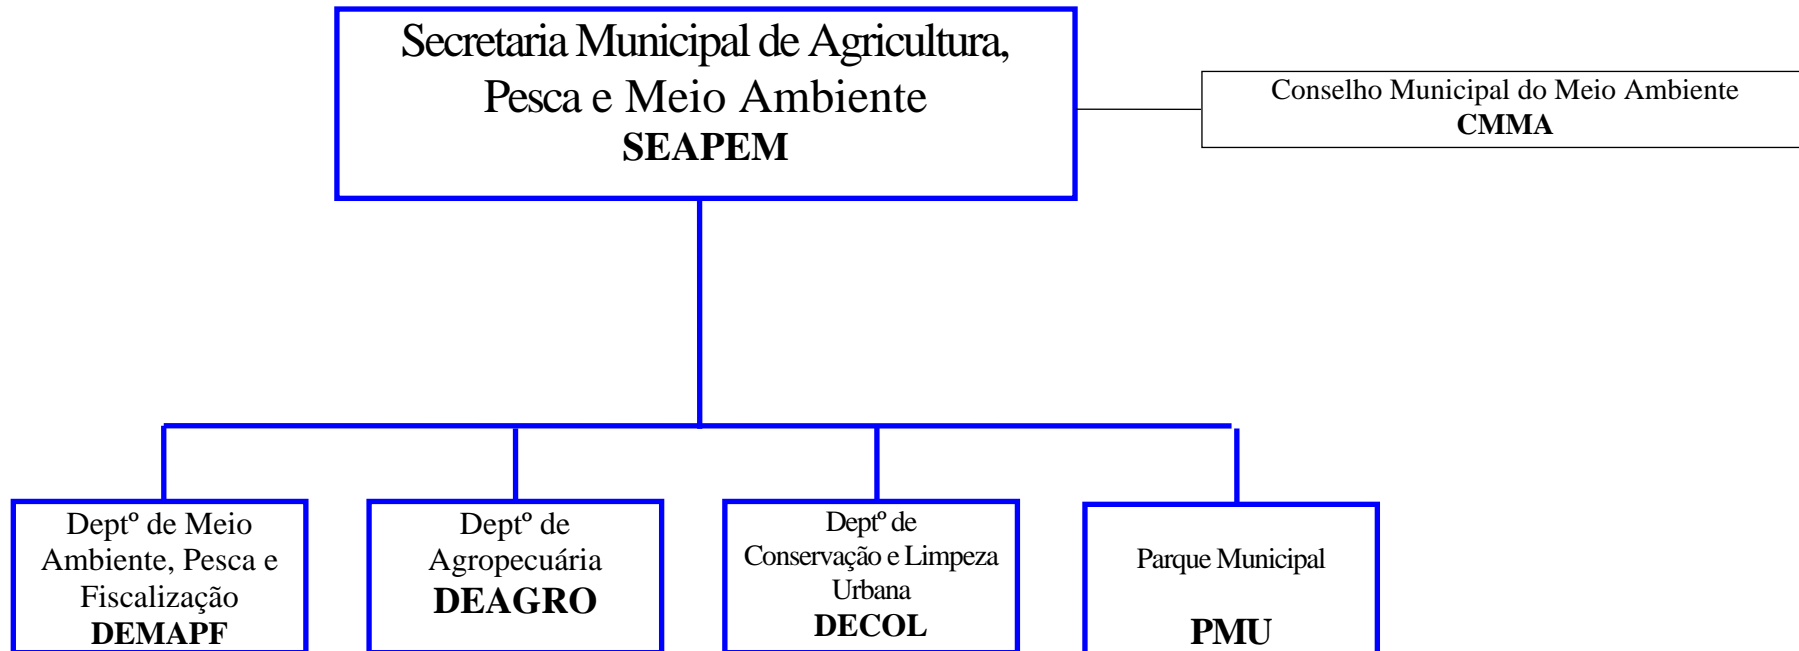 Secretaria Municipal de Agricultura,
Pesca e Meio Ambiente
SEAPEM
Conselho Municipal do Meio Ambiente
CMMA
Deptº de Meio
Ambiente, Pesca e
Fiscalização
DEMAPF
Deptº de
Agropecuária
DEAGRO
Deptº de
Conservação e Limpeza
Urbana
DECOL
Parque Municipal
PMU